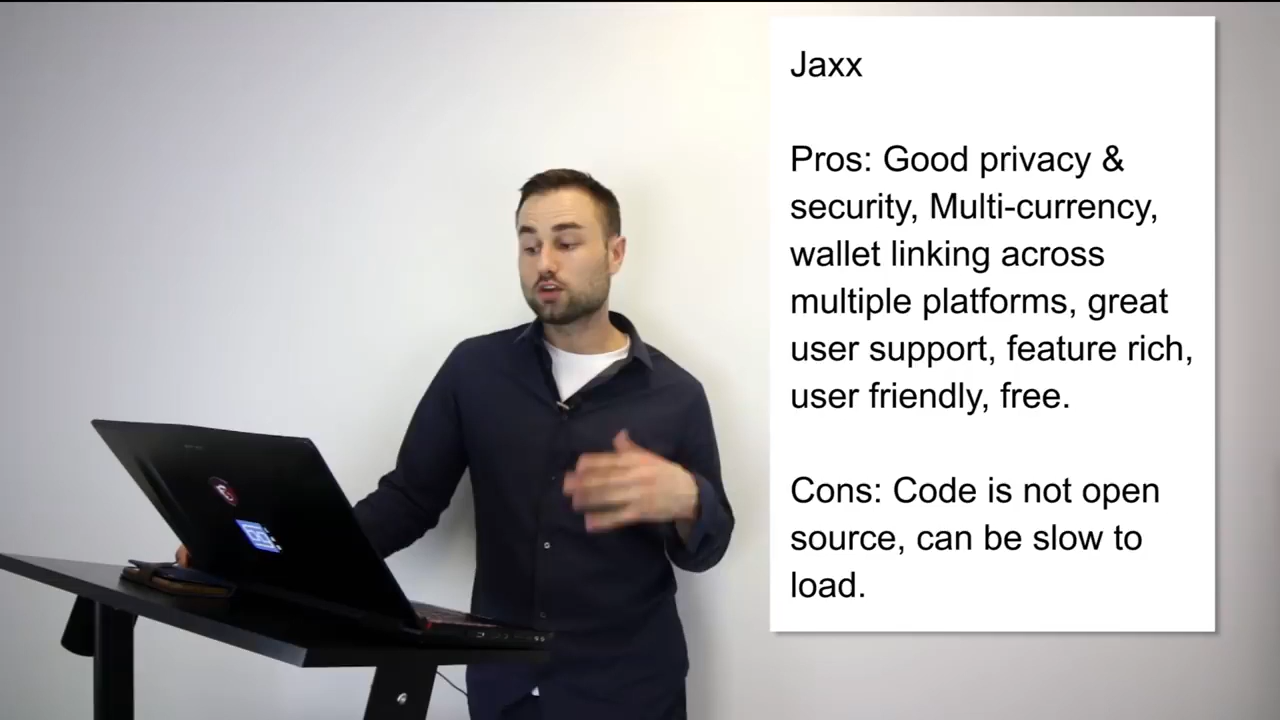 Jaxx
Pros: Good privacy &
security, Multi-currency,
wallet linking across
multiple platforms, great
user support, feature rich,
user friendly, free.
Cons: Code is not open
source, can be slow to
load.